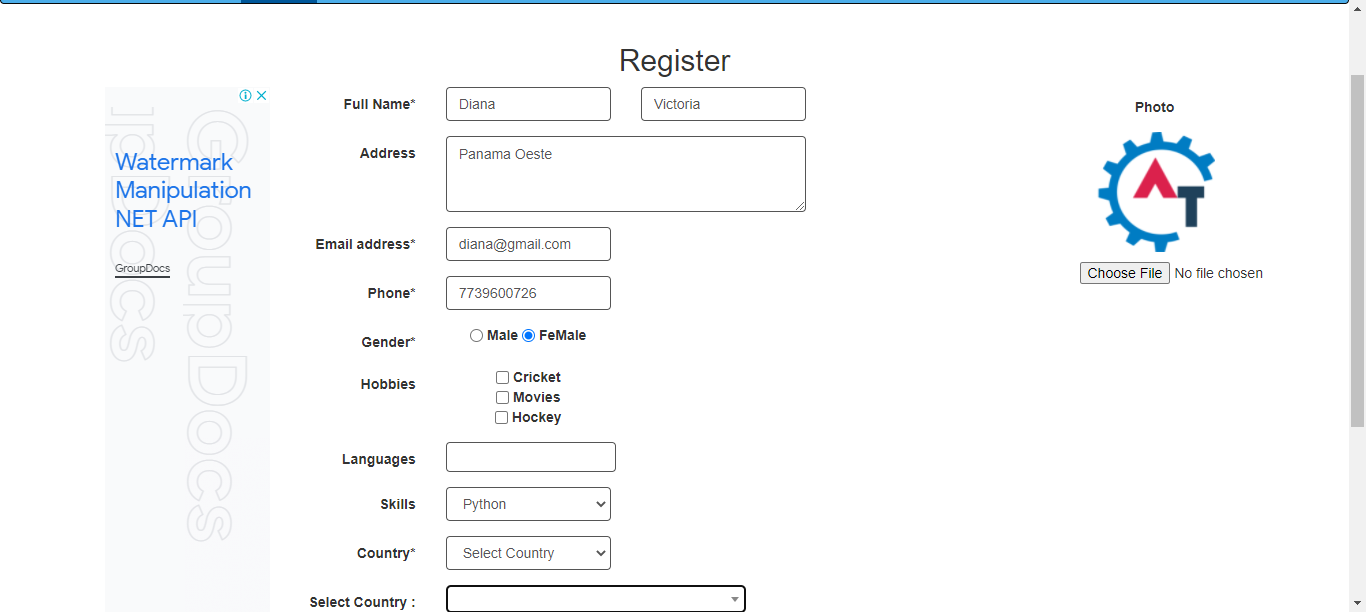 Register
Watermark
Manipulation
NET API
GroupDocs
GroupDocs
GroupDocs
Full Name* Diana Victoria
Address Panama Oeste
Email address* diana@gmail.com
Phone* 7739600726
Gender* Male FeMale
Hobbies Cricket
Movies
Hockey
Languages
Skills Python
Country* Select Country
Select Country :
Photo
AT
Choose File No file chosen